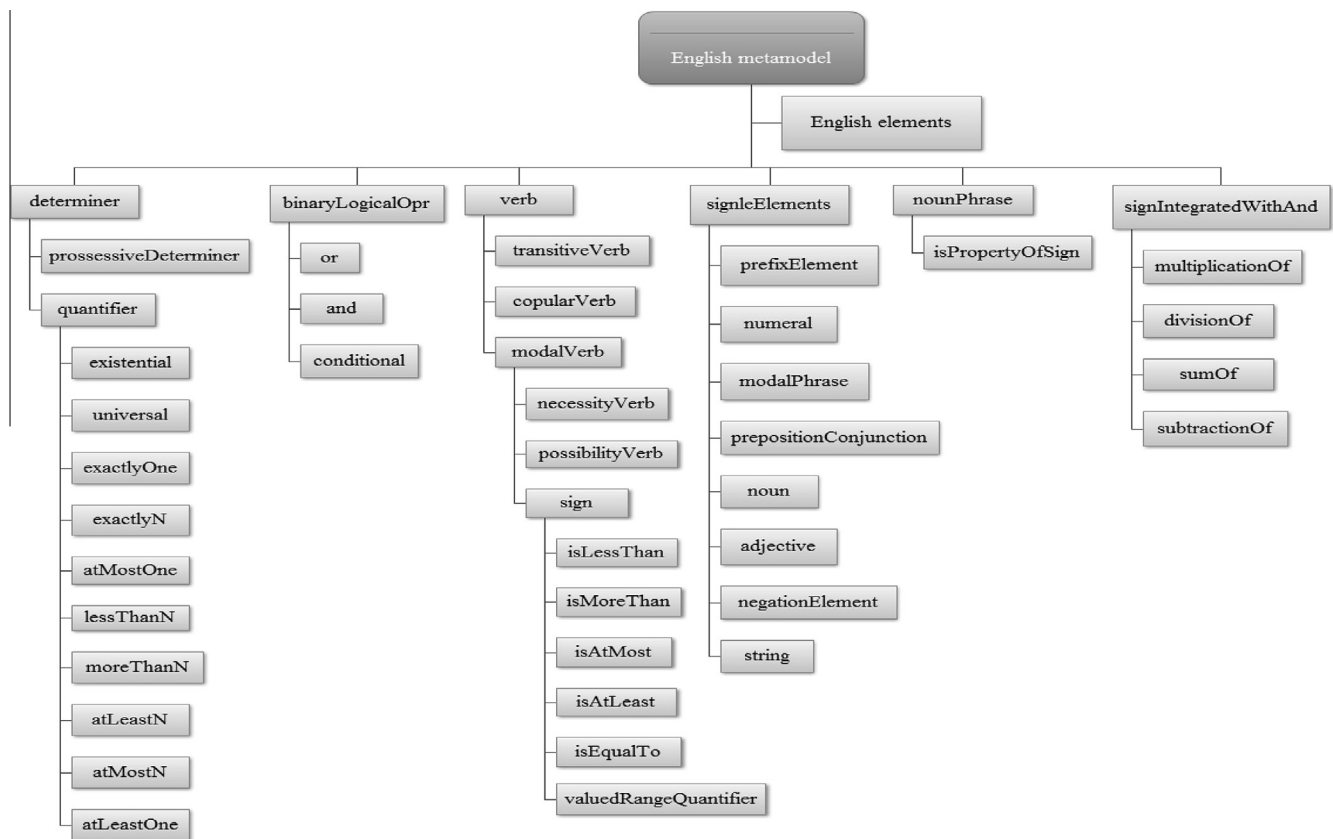 English metamodel
English elements
determiner
prossessiveDeterminer
quantifier
existential
universal
exactlyOne
exactlyN
atMostOne
lessThanN
moreThanN
atLeastN
atMostN
atLeastOne
binaryLogicalOpr
or
and
conditional
verb
transitiveVerb
copularVerb
modalVerb
necessityVerb
possibilityVerb
sign
isLessThan
isMoreThan
isAtMost
isAtLeast
isEqualTo
valuedRangeQuantifier
signleElements
prefixElement
numeral
modalPhrase
prepositionConjunction
noun
adjective
negationElement
string
nounPhrase
isPropertyOfSign
signIntegratedWithAnd
multiplicationOf
divisionOf
sumOf
subtractionOf